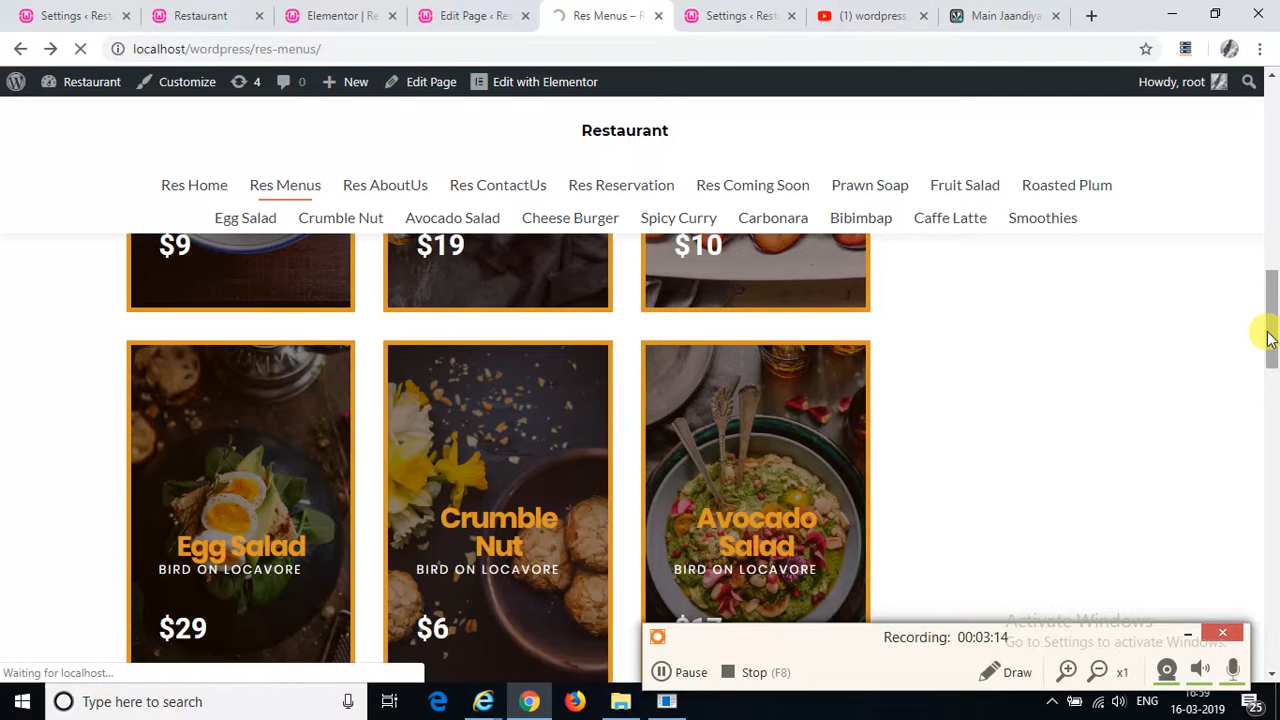 Settings ‹ Rest
Restaurant
Elementor | Re
Edit Page ‹ Res
Res Menus – R
Settings ‹ Rest
(1) wordpress
Main Jaandiya
localhost/wordpress/res-menus/
Restaurant
Customize
4
0
New
Edit Page
Edit with Elementor
Howdy, root
Restaurant
Res Home
Res Menus
Res AboutUs
Res ContactUs
Res Reservation
Res Coming Soon
Prawn Soap
Fruit Salad
Roasted Plum
Egg Salad
Crumble Nut
Avocado Salad
Cheese Burger
Spicy Curry
Carbonara
Bibimbap
Caffe Latte
Smoothies
$9
$19
$10
Egg Salad
BIRD ON LOCAVORE
$29
Crumble
Nut
BIRD ON LOCAVORE
$6
Avocado
Salad
BIRD ON LOCAVORE
$17
Activate Windows
Go to Settings to activate Windows.
Recording: 00:03:14
Pause
Stop (F8)
Draw
x1
Waiting for localhost...
Type here to search
ENG
16:59
16-03-2019
25